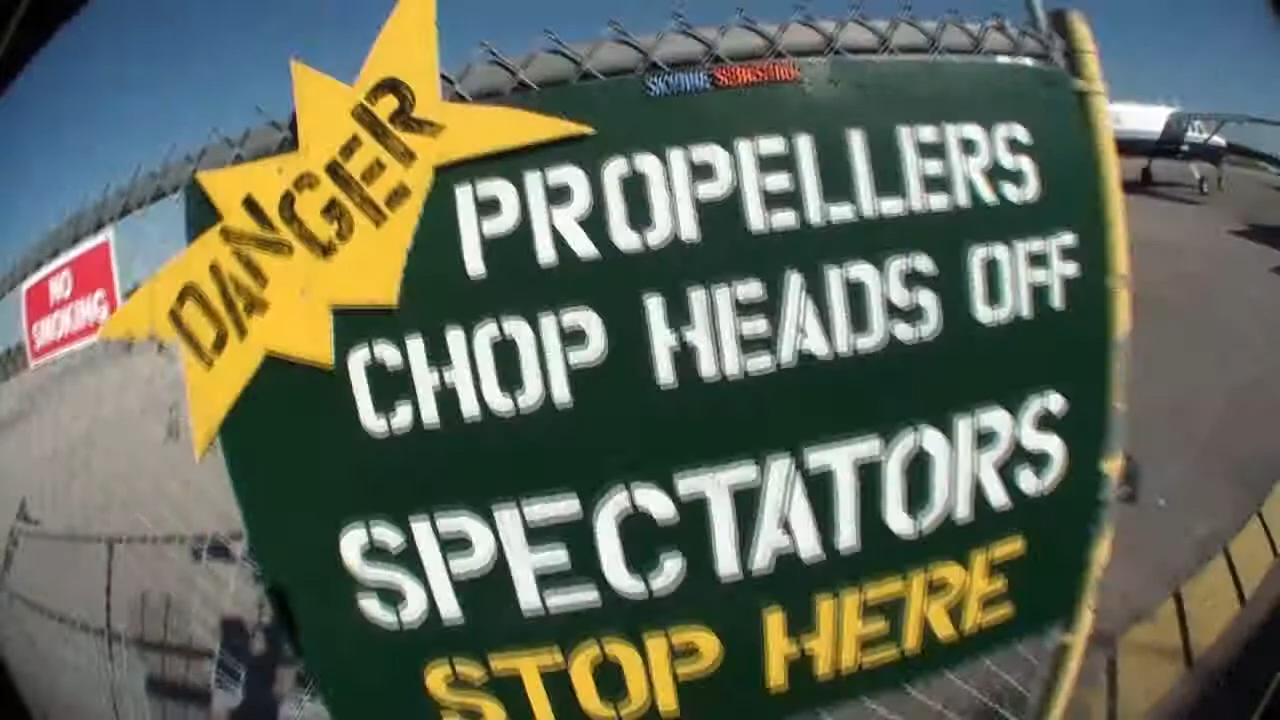 DANGER
PROPELLERS
CHOP HEADS OFF
SPECTATORS
STOP HERE
NO
SMOKING